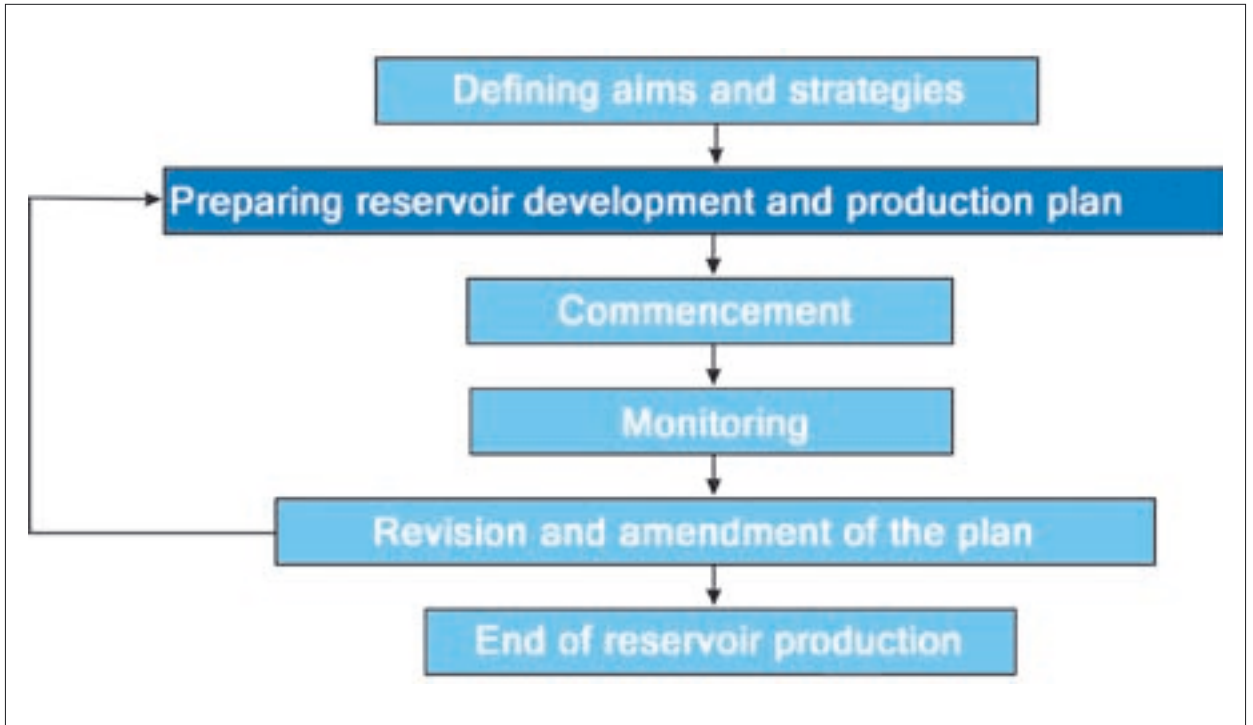 Defining aims and strategies
Preparing reservoir development and production plan
Commencement
Monitoring
Revision and amendment of the plan
End of reservoir production